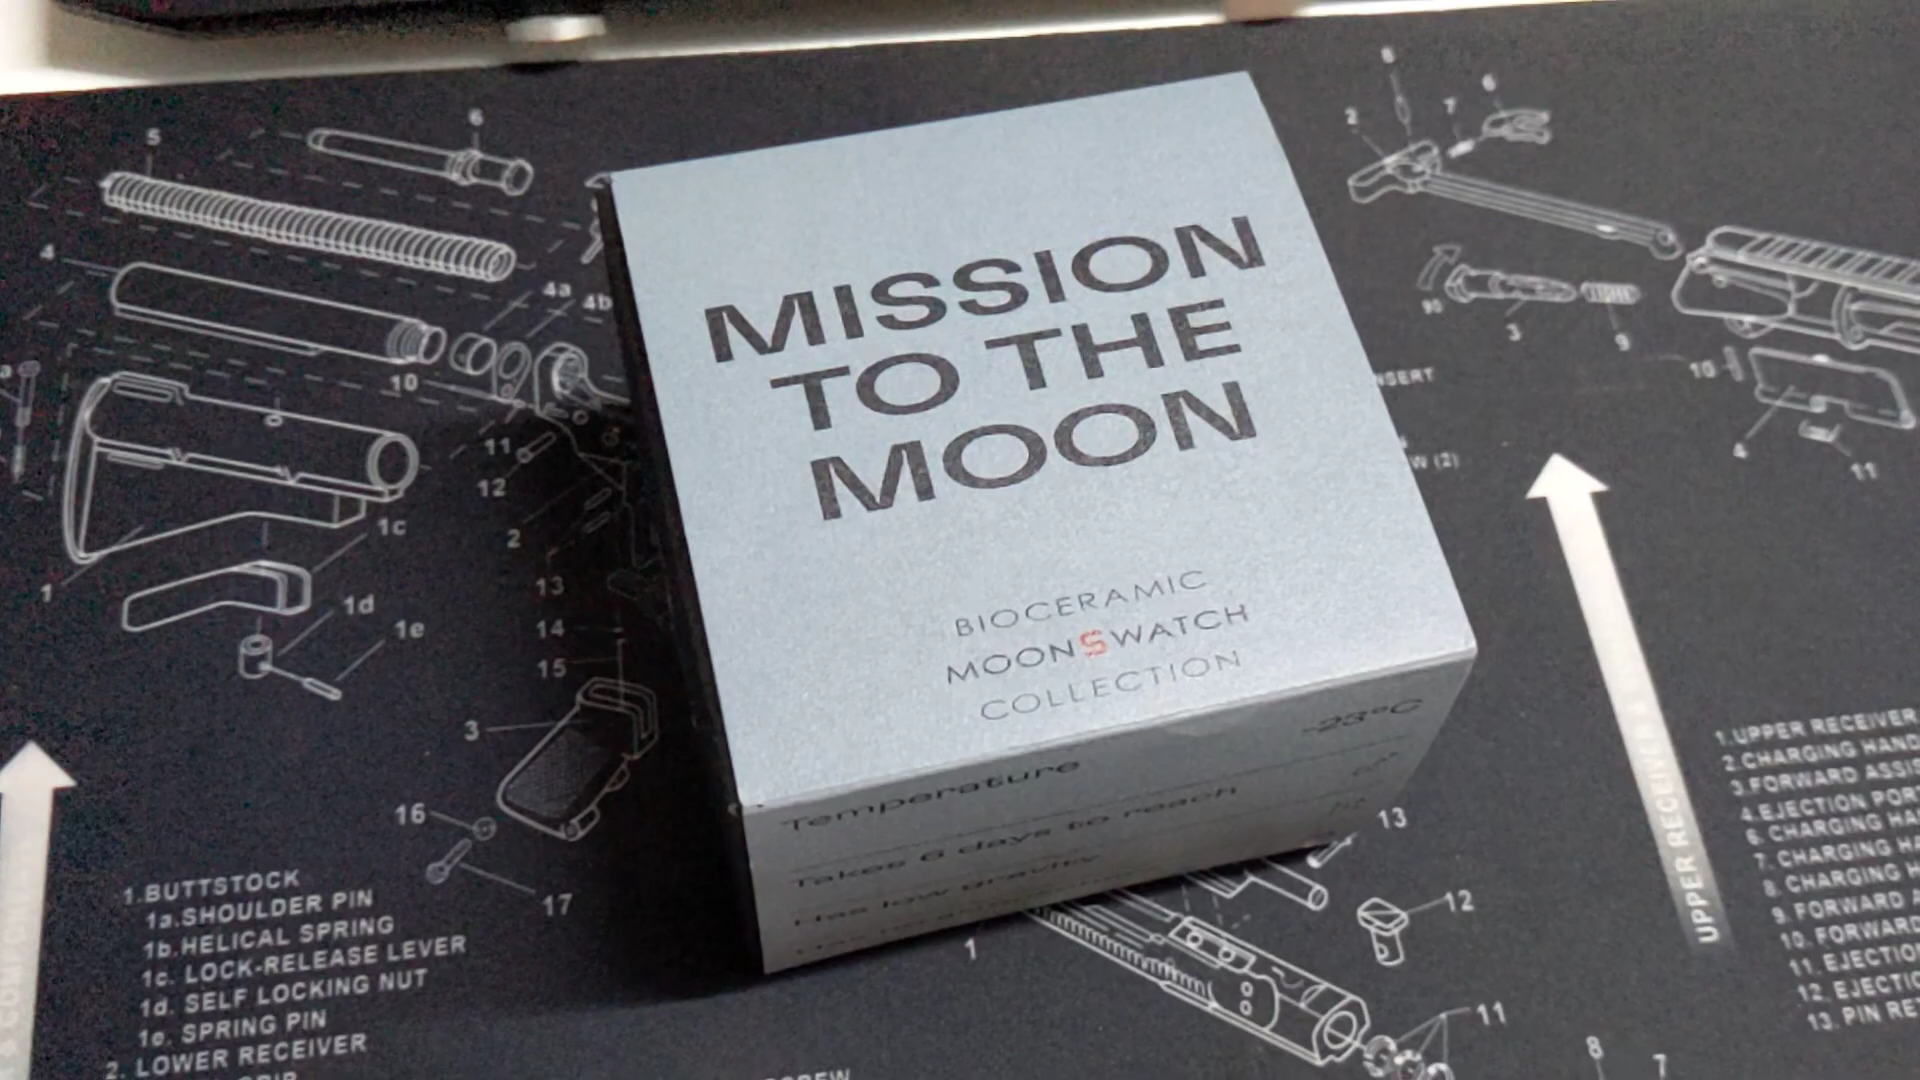 MISSION
TO THE
MOON
BIOCERAMIC
MOONSWATCH
COLLECTION
Temperature -23°C
Takes 6 days to reach
Has low gravity
5
6
4
4a
4b
10
11
12
2
1c
13
1
1d
1e
14
15
3
16
17
1.BUTTSTOCK
1a.SHOULDER PIN
1b.HELICAL SPRING
1c. LOCK-RELEASE LEVER
1d. SELF LOCKING NUT
1e. SPRING PIN
2. LOWER RECEIVER
8
6
7
2
10
3
9
10
4
11
NSERT
W (2)
UPPER RECEIVER
1.UPPER RECEIVER
2.CHARGING HAND
3.FORWARD ASSIS
4.EJECTION PORT
6. CHARGING HA
7. CHARGING HA
8. CHARGING H
9. FORWARD A
10. FORWARD
11. EJECTION
12. EJECTIO
13. PIN RET
13
12
1
11
8
7